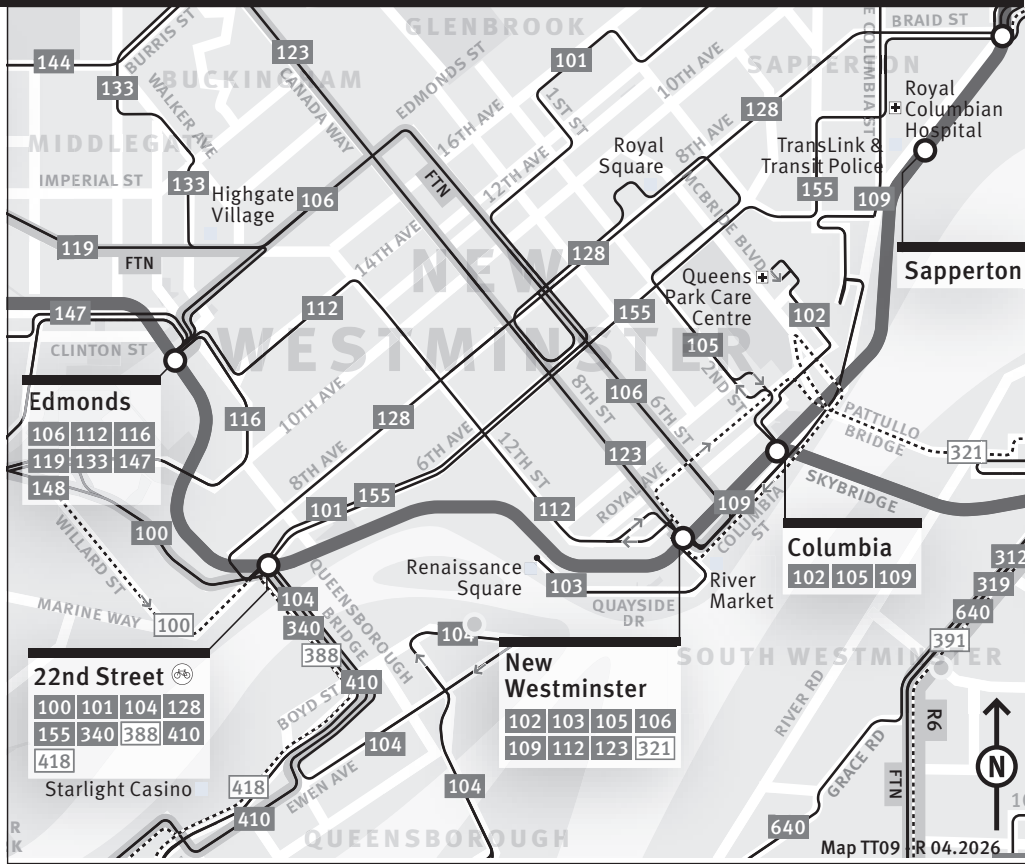 GLENBROOK
BRAID ST
BURRIS ST
123
144
101
E COLUMBIA ST
BUCKINGHAM
CANADA WAY
EDMONDS ST
10TH AVE
SAPPERTON
133
WALKER AVE
1ST ST
128
Royal
Columbian
Hospital
16TH AVE
MIDDLEGA
Royal
Square
8TH AVE
TransLink &
Transit Police
IMPERIAL ST
133
Highgate
Village
106
FTN
12TH AVE
MCBRIDE BLVD
155
109
119
FTN
14TH AVE
NEW
WESTMINSTER
128
Queens
Park Care
Centre
Sapperton
147
112
155
102
CLINTON ST
105
2ND ST
Edmonds
106 112 116
119 133 147
148
10TH AVE
116
128
8TH ST
106
6TH ST
PATTULLO
BRIDGE
8TH AVE
6TH AVE
12TH ST
123
321
101
155
ROYAL AVE
109
COLUMBIA
ST
SKYBRIDGE
WILLARD ST
100
112
Columbia
102 105 109
312
Renaissance
Square
103
River
Market
319
MARINE WAY
100
104
QUEENSBOROUGH
BRIDGE
QUAYSIDE
DR
640
340
104
391
388
SOUTH WESTMINSTER
22nd Street
100 101 104 128
155 340 388 410
418
410
New
Westminster
102 103 105 106
109 112 123 321
BOYD ST
RIVER RD
R6
104
GRACE RD
N
Starlight Casino
418
EWEN AVE
104
FTN
410
640
QUEENSBOROUGH
10
R
K
Map TT09
R 04.2026